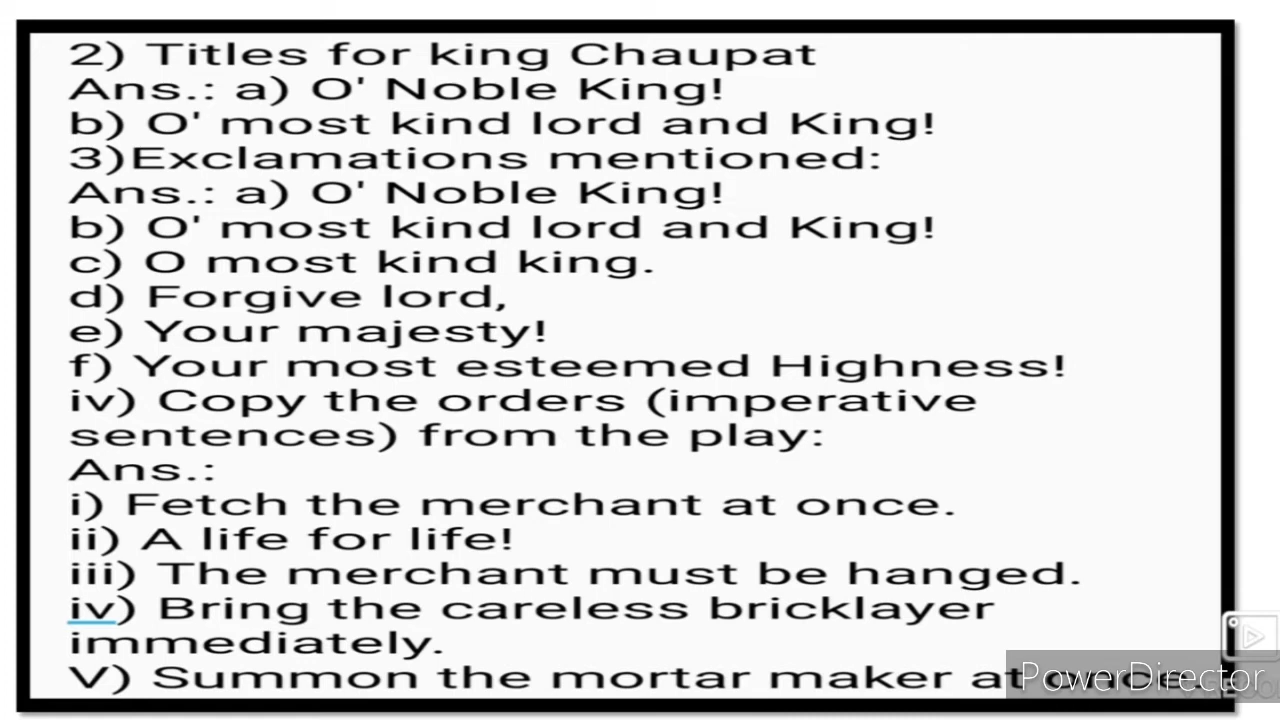 2) Titles for king Chaupat
Ans.: a) O' Noble King!
b) O' most kind lord and King!
3)Exclamations mentioned:
Ans.: a) O' Noble King!
b) O' most kind lord and King!
c) O most kind king.
d) Forgive lord,
e) Your majesty!
f) Your most esteemed Highness!
iv) Copy the orders (imperative
sentences) from the play:
Ans.:
i) Fetch the merchant at once.
ii) A life for life!
iii) The merchant must be hanged.
iv) Bring the careless bricklayer
immediately.
V) Summon the mortar maker at once.
PowerDirector